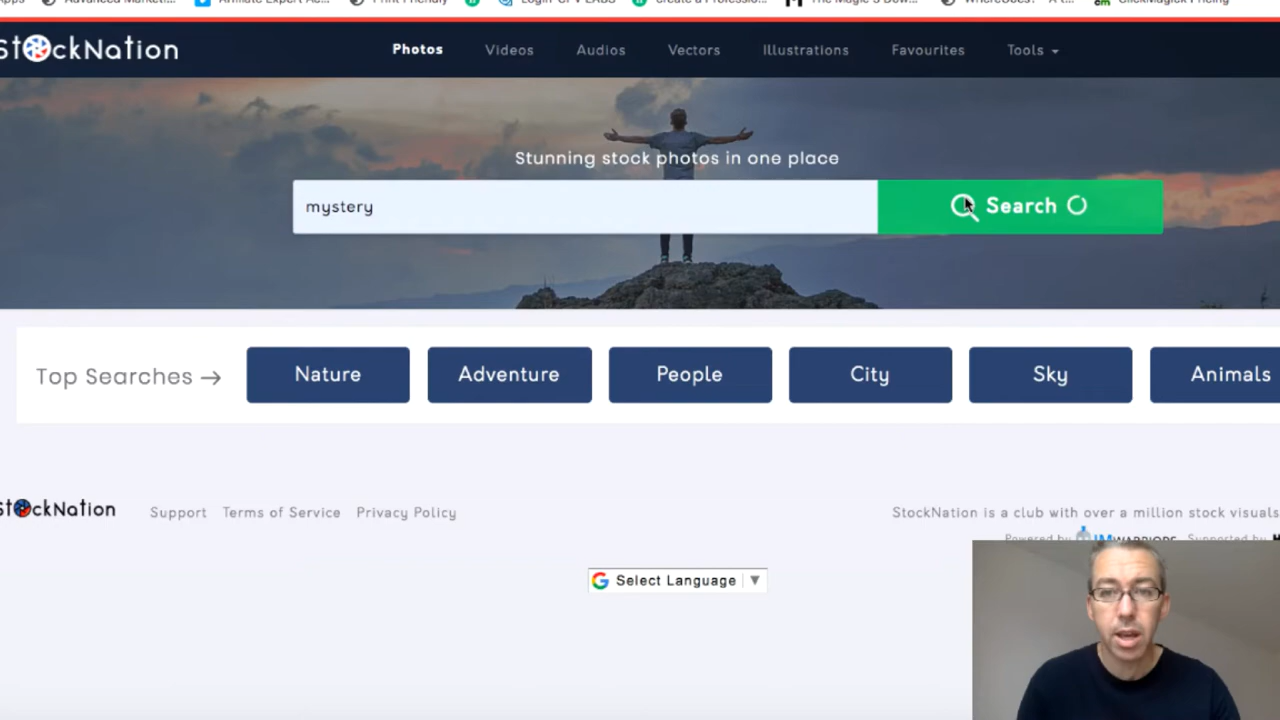 StockNation
Photos Videos Audios Vectors Illustrations Favourites Tools
Stunning stock photos in one place
mystery
Search
Top Searches → Nature Adventure People City Sky Animals
StockNation Support Terms of Service Privacy Policy StockNation is a club with over a million stock visuals
Select Language ▼